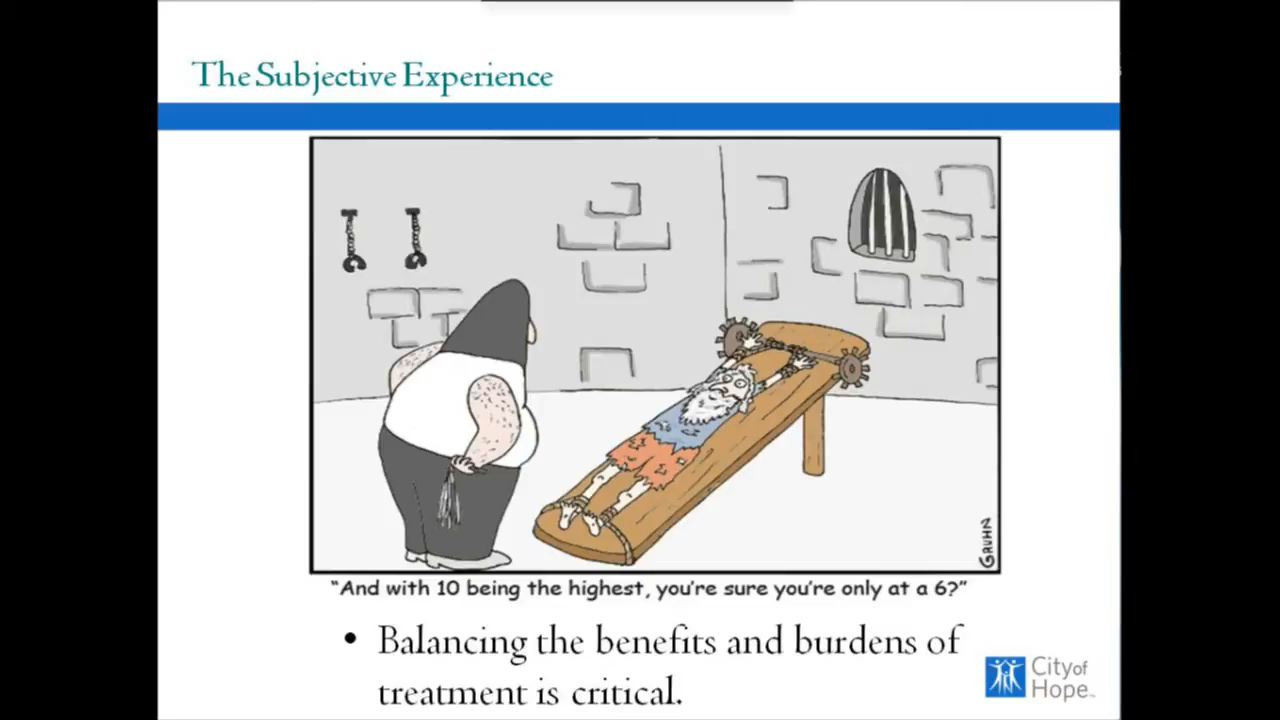 The Subjective Experience
GRUHN
"And with 10 being the highest, you're sure you're only at a 6?"
• Balancing the benefits and burdens of
treatment is critical.
City of
Hope™